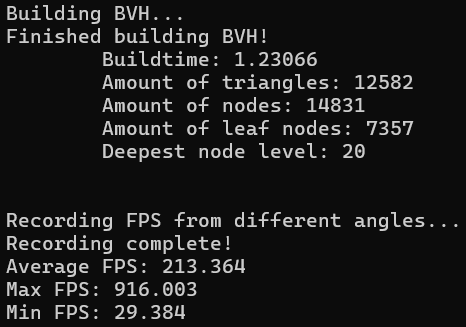 Building BVH...
Finished building BVH!
Buildtime: 1.23066
Amount of triangles: 12582
Amount of nodes: 14831
Amount of leaf nodes: 7357
Deepest node level: 20
Recording FPS from different angles...
Recording complete!
Average FPS: 213.364
Max FPS: 916.003
Min FPS: 29.384